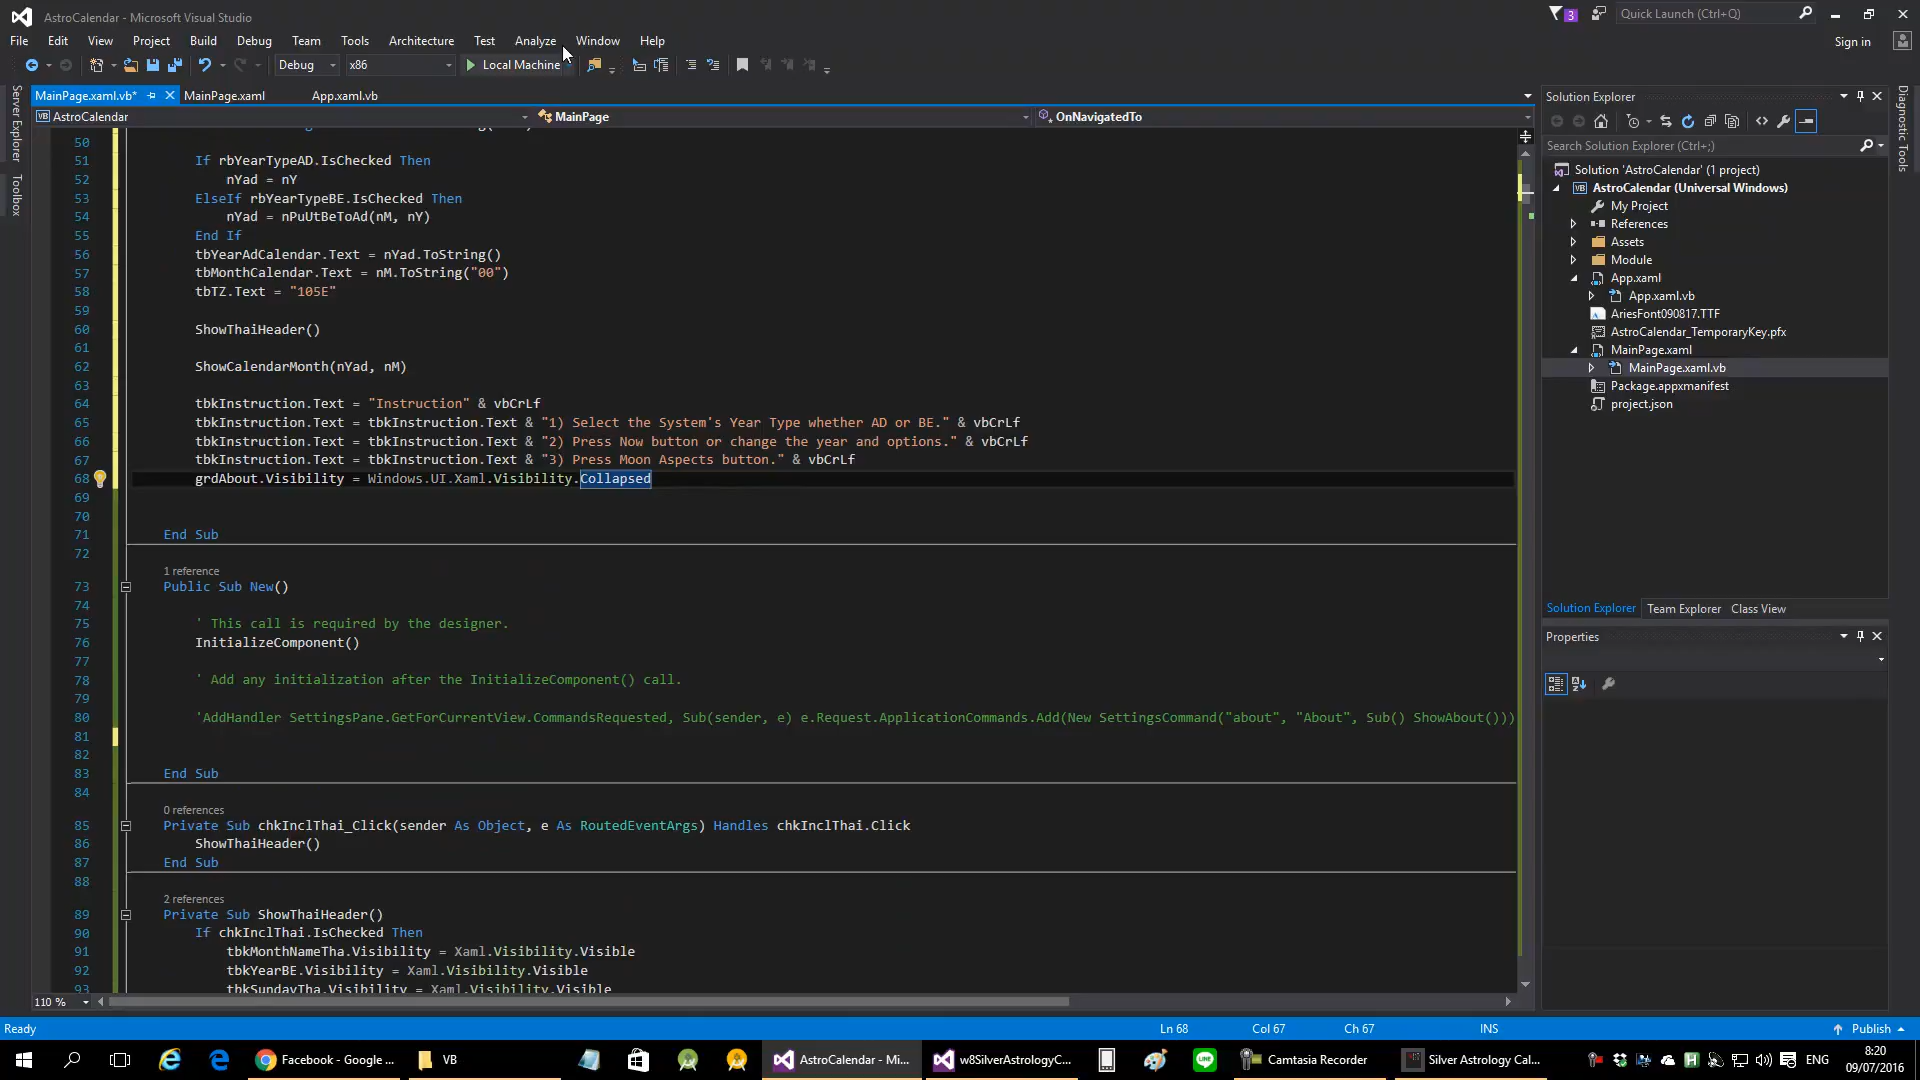 AstroCalendar - Microsoft Visual Studio
3
Quick Launch (Ctrl+Q)
File Edit View Project Build Debug Team Tools Architecture Test Analyze Window Help
Sign in
Debug x86 Local Machine
Server Explorer
Toolbox
MainPage.xaml.vb* MainPage.xaml App.xaml.vb
AstroCalendar MainPage OnNavigatedTo
50
51 If rbYearTypeAD.IsChecked Then
52 nYad = nY
53 ElseIf rbYearTypeBE.IsChecked Then
54 nYad = nPuUtBeToAd(nM, nY)
55 End If
56 tbYearAdCalendar.Text = nYad.ToString()
57 tbMonthCalendar.Text = nM.ToString("00")
58 tbTZ.Text = "105E"
59
60 ShowThaiHeader()
61
62 ShowCalendarMonth(nYad, nM)
63
64 tbkInstruction.Text = "Instruction" & vbCrLf
65 tbkInstruction.Text = tbkInstruction.Text & "1) Select the System's Year Type whether AD or BE." & vbCrLf
66 tbkInstruction.Text = tbkInstruction.Text & "2) Press Now button or change the year and options." & vbCrLf
67 tbkInstruction.Text = tbkInstruction.Text & "3) Press Moon Aspects button." & vbCrLf
68 grdAbout.Visibility = Windows.UI.Xaml.Visibility.Collapsed
69
70
71 End Sub
72
1 reference
73 Public Sub New()
74
75 ' This call is required by the designer.
76 InitializeComponent()
77
78 ' Add any initialization after the InitializeComponent() call.
79
80 'AddHandler SettingsPane.GetForCurrentView.CommandsRequested, Sub(sender, e) e.Request.ApplicationCommands.Add(New SettingsCommand("about", "About", Sub() ShowAbout()))
81
82
83 End Sub
84
0 references
85 Private Sub chkInclThai_Click(sender As Object, e As RoutedEventArgs) Handles chkInclThai.Click
86 ShowThaiHeader()
87 End Sub
88
2 references
89 Private Sub ShowThaiHeader()
90 If chkInclThai.IsChecked Then
91 tbkMonthNameTha.Visibility = Xaml.Visibility.Visible
92 tbkYearBE.Visibility = Xaml.Visibility.Visible
93 tbkSundayTha.Visibility = Xaml.Visibility.Visible
110 %
Solution Explorer
Search Solution Explorer (Ctrl+;)
Solution 'AstroCalendar' (1 project)
AstroCalendar (Universal Windows)
My Project
References
Assets
Module
App.xaml
App.xaml.vb
AriesFont090817.TTF
AstroCalendar_TemporaryKey.pfx
MainPage.xaml
MainPage.xaml.vb
Package.appxmanifest
project.json
Solution Explorer Team Explorer Class View
Properties
Diagnostic Tools
Ready Ln 68 Col 67 Ch 67 INS Publish
Facebook - Google ... VB AstroCalendar - Mi... w8SilverAstrologyC... Camtasia Recorder Silver Astrology Cal... ENG
8:20
09/07/2016